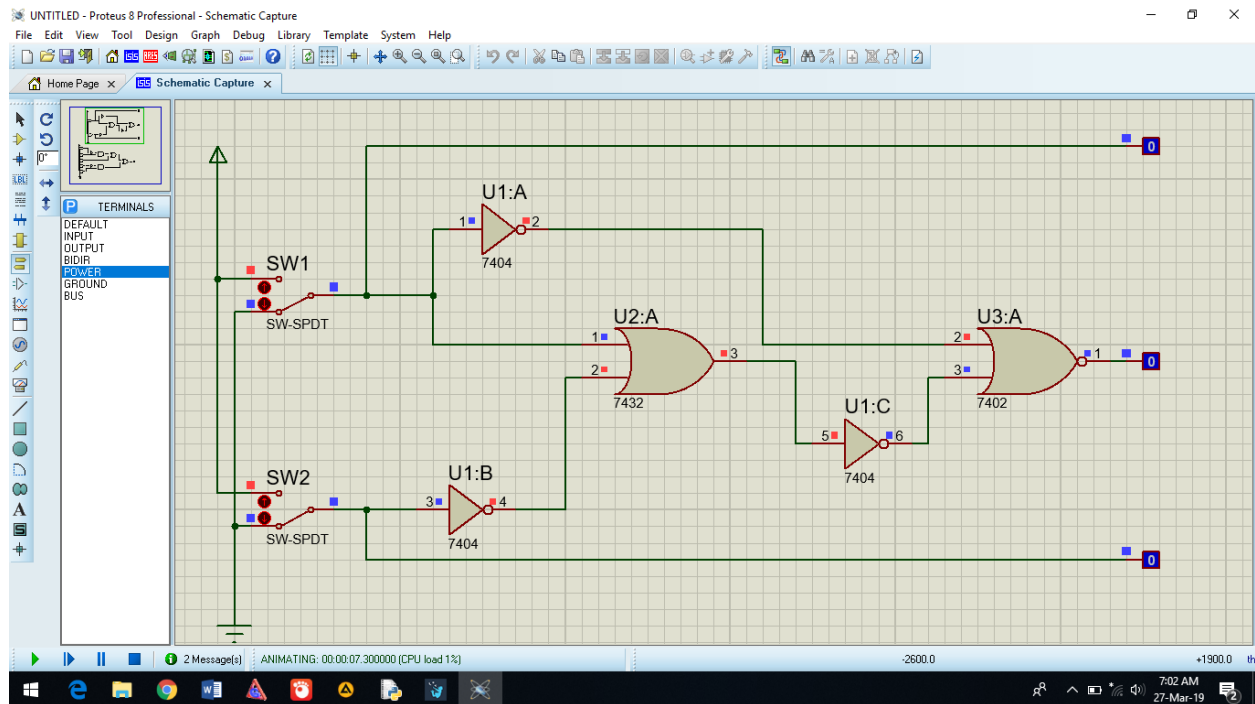 UNTITLED - Proteus 8 Professional - Schematic Capture
File Edit View Tool Design Graph Debug Library Template System Help
Home Page x
ISIS Schematic Capture x
0°
LBL
P TERMINALS
DEFAULT
INPUT
OUTPUT
BIDIR
POWER
GROUND
BUS
0
U1:A
1 2
7404
SW1
SW-SPDT
U2:A
1
2
3
7432
U3:A
2
3
1
7402
0
U1:C
5 6
7404
SW2
SW-SPDT
U1:B
3 4
7404
0
A
S
2 Message(s) ANIMATING: 00:00:07.300000 (CPU load 1%) -2600.0 +1900.0 th
7:02 AM
27-Mar-19
2